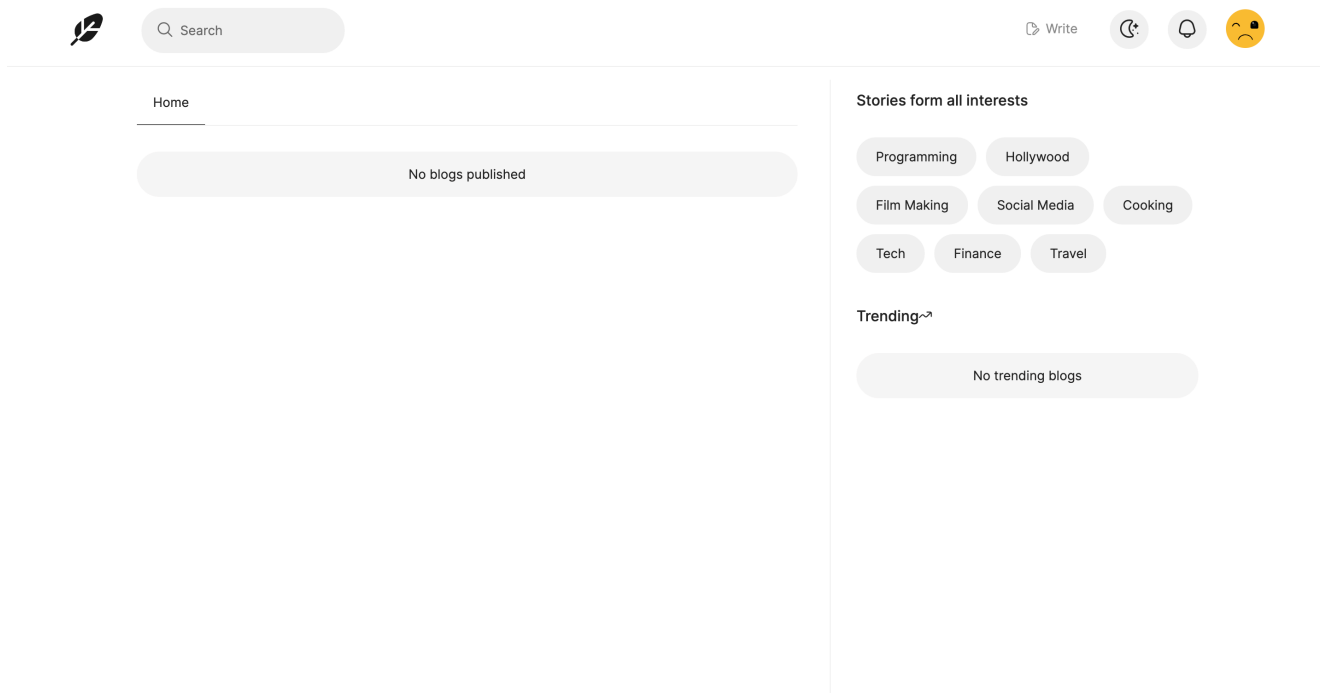 Search
Write
Home
No blogs published
Stories form all interests
Programming
Hollywood
Film Making
Social Media
Cooking
Tech
Finance
Travel
Trending
No trending blogs